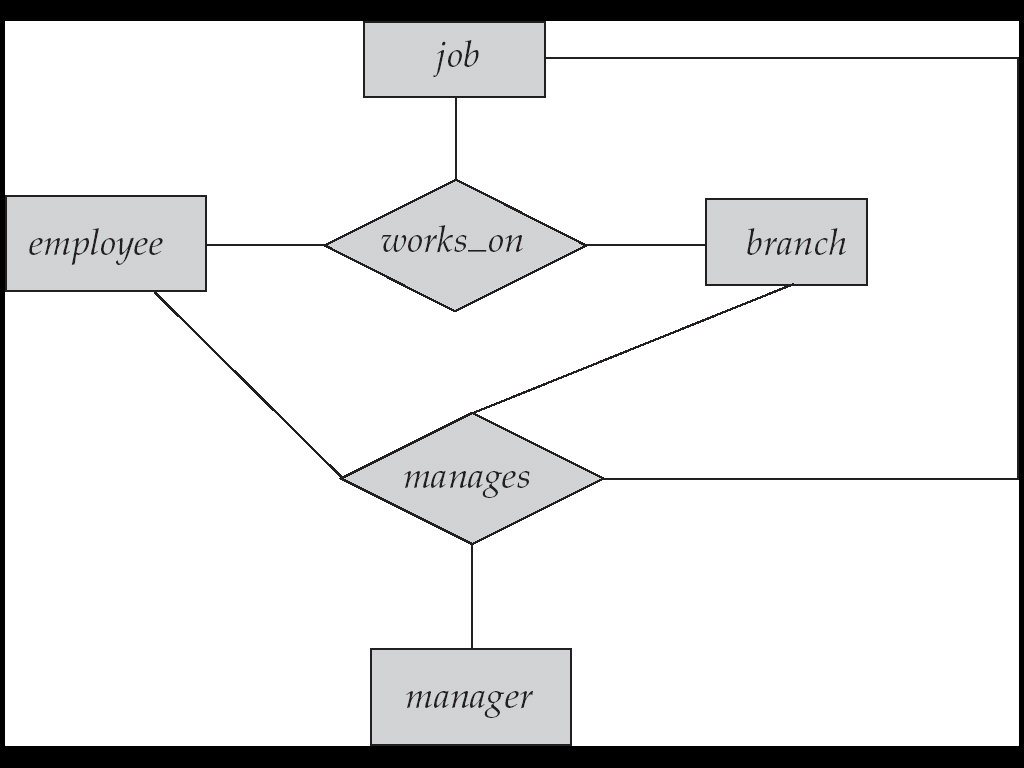 job
employee
works_on
branch
manages
manager